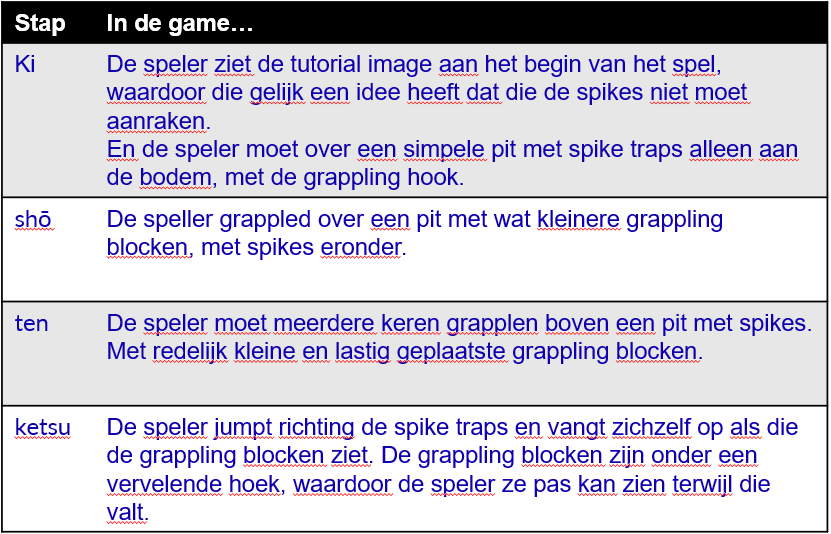 Stap In de game…
Ki De speler ziet de tutorial image aan het begin van het spel,
waardoor die gelijk een idee heeft dat die de spikes niet moet
aanraken.
En de speler moet over een simpele pit met spike traps alleen aan
de bodem, met de grappling hook.
shō De speller grappled over een pit met wat kleinere grappling
blocken, met spikes eronder.
ten De speler moet meerdere keren grapplen boven een pit met spikes.
Met redelijk kleine en lastig geplaatste grappling blocken.
ketsu De speler jumpt richting de spike traps en vangt zichzelf op als die
de grappling blocken ziet. De grappling blocken zijn onder een
vervelende hoek, waardoor de speler ze pas kan zien terwijl die
valt.